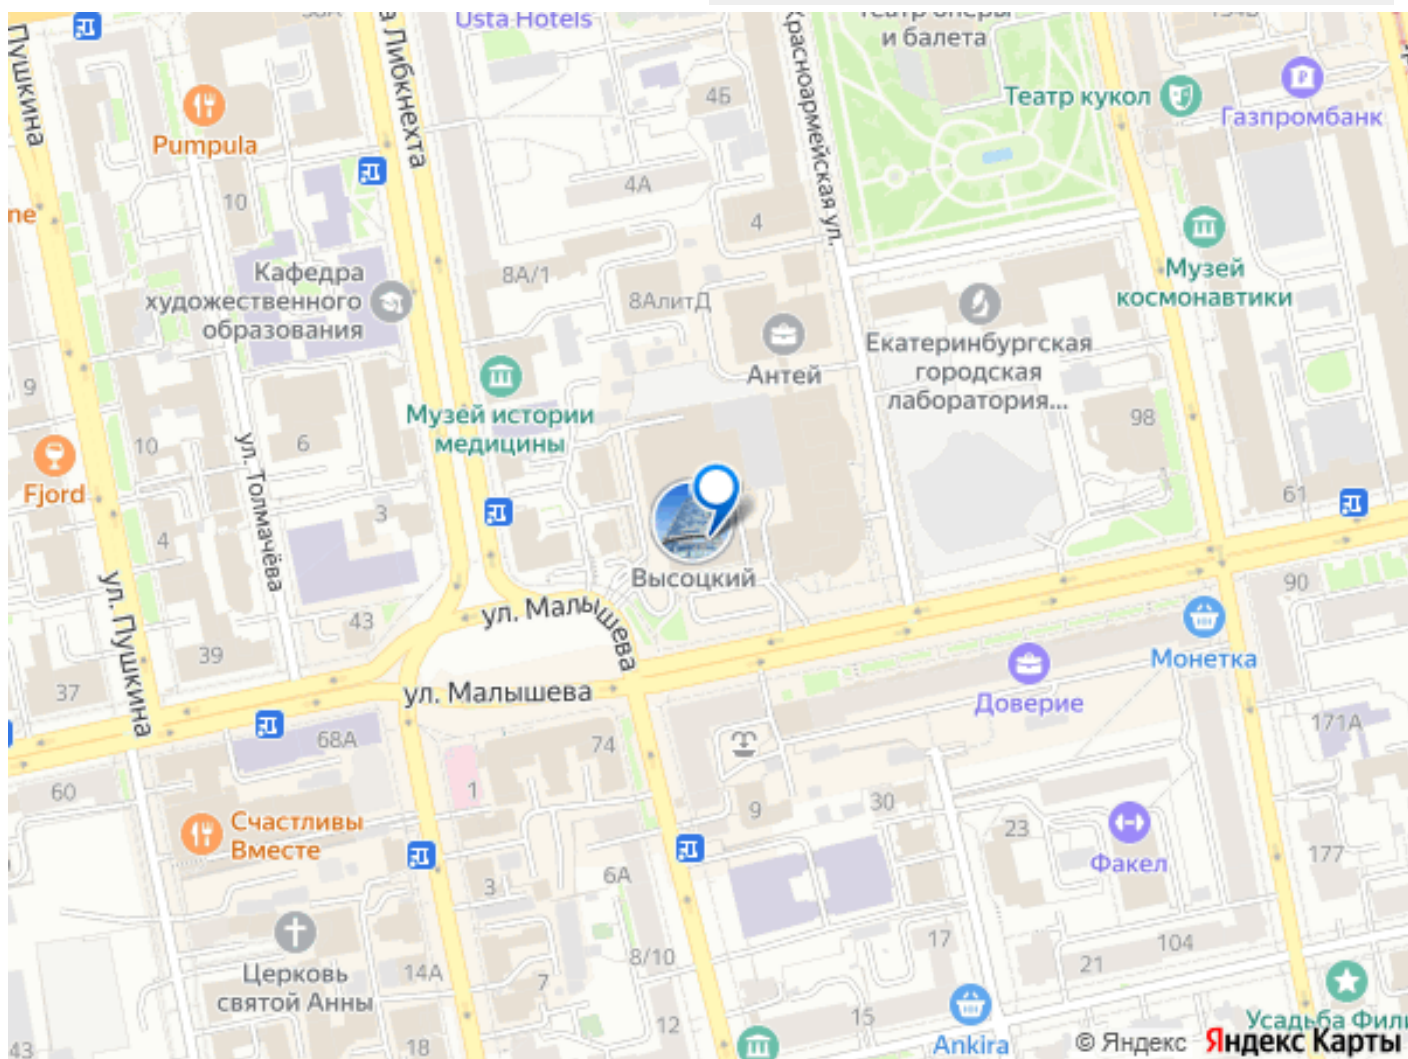 Usta Hotels
Театр оперы
и балета
ул. Пушкина
Либкнехта
Красноармейская ул.
4Б
Театр кукол
Газпромбанк
Pumpula
4А
10
4
Музей
космонавтики
8А/1
8АлитД
Кафедра
художественного
образования
Екатеринбургская
городская
лаборатория...
Антей
9
Музей истории
медицины
98
10
6
Fjord
ул. Толмачёва
3
61
4
Высоцкий
90
ул. Малышева
43
39
Монетка
37
ул. Малышева
Доверие
68А
74
171А
60
1
9
30
23
Счастливы
Вместе
Факел
177
3
6А
17
104
8/10
21
Церковь
святой Анны
14А
7
15
12
Ankira
18
43
Усадьба Фили
© Яндекс
Яндекс Карты